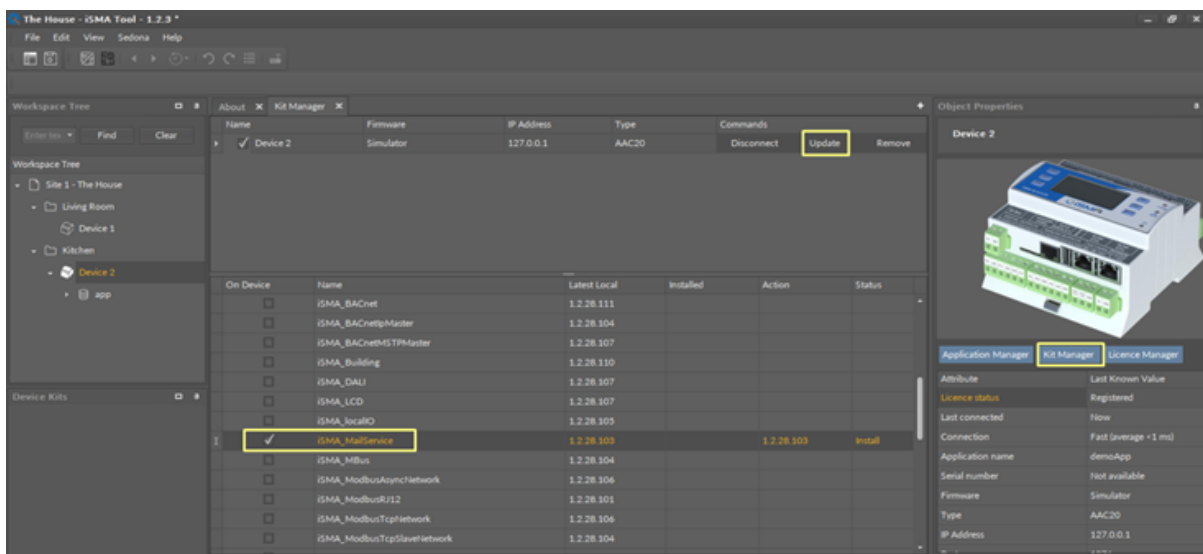 The House - iSMA Tool - 1.2.3 *
File Edit View Sedona Help
Workspace Tree
Find Clear
Workspace Tree
Site 1 - The House
Living Room
Device 1
Kitchen
Device 2
app
Device Kits
About Kit Manager
Name Firmware IP Address Type Commands
Device 2 Simulator 127.0.0.1 AAC20 Disconnect Update Remove
On Device Name Latest Local Installed Action Status
iSMA_BACnet 1.2.28.111
iSMA_BACnetIpMaster 1.2.28.104
iSMA_BACnetMSTPMaster 1.2.28.107
iSMA_Building 1.2.28.110
iSMA_DALI 1.2.28.107
iSMA_LCD 1.2.28.107
iSMA_localIO 1.2.28.105
iSMA_MailService 1.2.28.103 1.2.28.103 Install
iSMA_MBus 1.2.28.104
iSMA_ModbusAsyncNetwork 1.2.28.106
iSMA_ModbusRJ12 1.2.28.101
iSMA_ModbusTcpNetwork 1.2.28.106
iSMA_ModbusTcpSlaveNetwork 1.2.28.104
Object Properties
Device 2
Application Manager Kit Manager Licence Manager
Attribute Last Known Value
Licence status Registered
Last connected Now
Connection Fast (average <1 ms)
Application name demoApp
Serial number Not available
Firmware Simulator
Type AAC20
IP Address 127.0.0.1